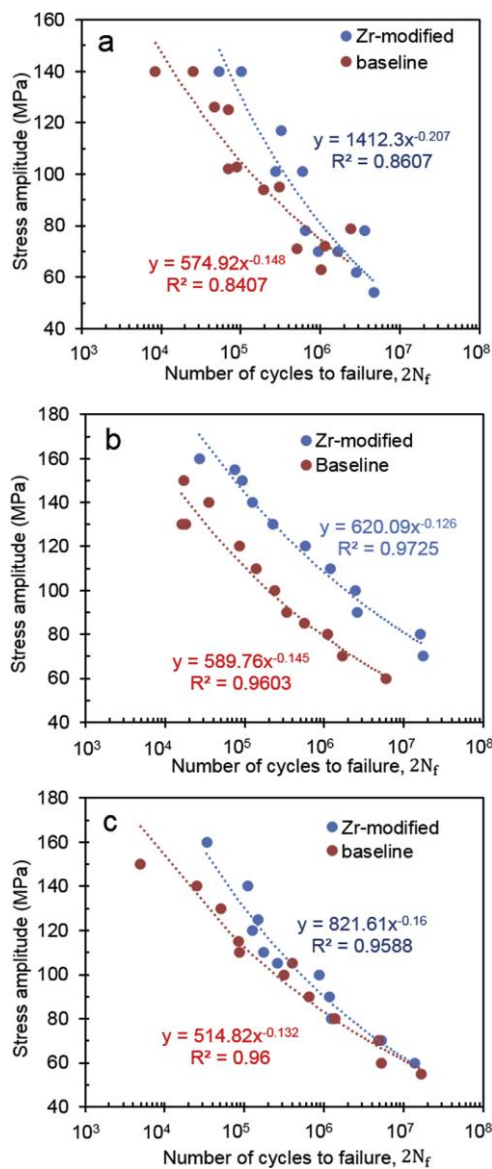 a
Zr-modified
baseline
Stress amplitude (MPa)
160
140
120
100
80
60
40
y = 1412.3x^-0.207
R² = 0.8607
y = 574.92x^-0.148
R² = 0.8407
10^3 10^4 10^5 10^6 10^7 10^8
Number of cycles to failure, 2N_f
b
Zr-modified
Baseline
Stress amplitude (MPa)
180
160
140
120
100
80
60
40
y = 620.09x^-0.126
R² = 0.9725
y = 589.76x^-0.145
R² = 0.9603
10^3 10^4 10^5 10^6 10^7 10^8
Number of cycles to failure, 2N_f
c
Zr-modified
baseline
Stress amplitude (MPa)
180
160
140
120
100
80
60
40
y = 821.61x^-0.16
R² = 0.9588
y = 514.82x^-0.132
R² = 0.96
10^3 10^4 10^5 10^6 10^7 10^8
Number of cycles to failure, 2N_f